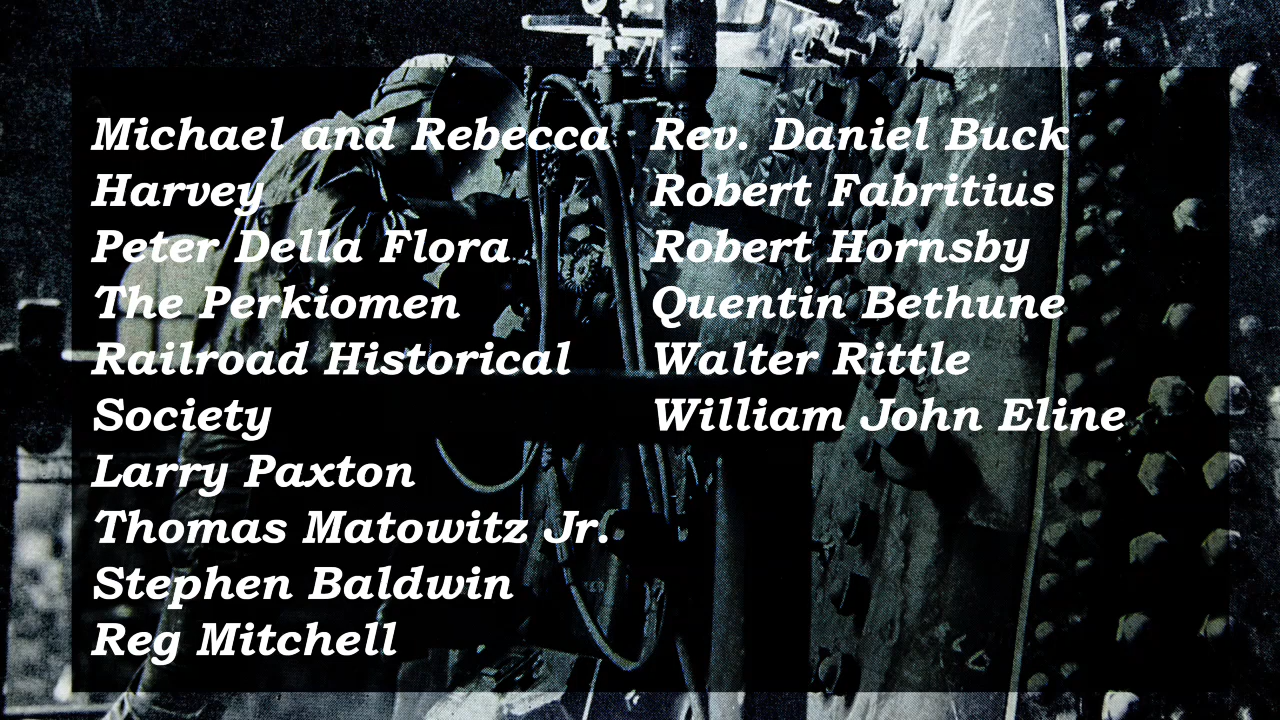 Michael and Rebecca
Harvey
Peter Della Flora
The Perkiomen
Railroad Historical
Society
Larry Paxton
Thomas Matowitz Jr.
Stephen Baldwin
Reg Mitchell
Rev. Daniel Buck
Robert Fabritius
Robert Hornsby
Quentin Bethune
Walter Rittle
William John Eline